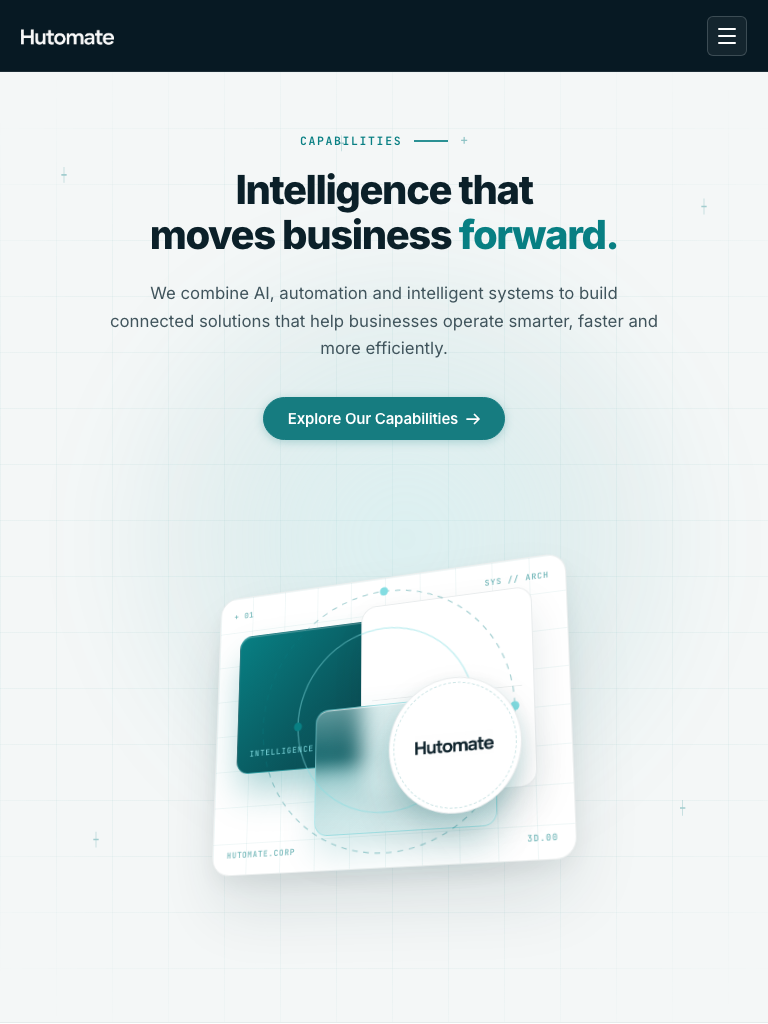 Hutomate
CAPABILITIES
Intelligence that
moves business forward.
We combine AI, automation and intelligent systems to build
connected solutions that help businesses operate smarter, faster and
more efficiently.
Explore Our Capabilities →
+ 01
SYS // ARCH
INTELLIGENCE
Hutomate
HUTOMATE.CORP
3D.00